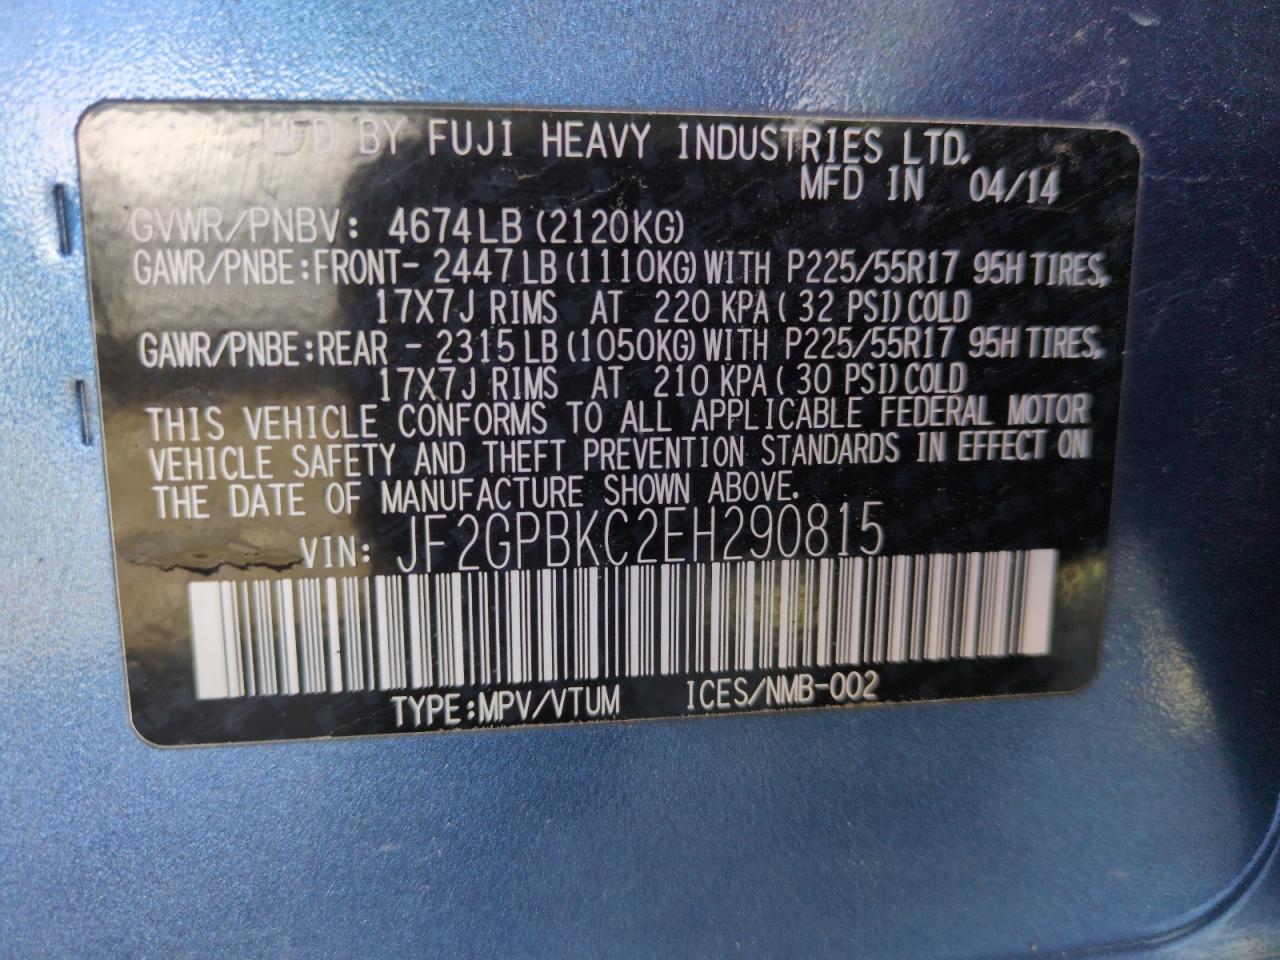 MFD BY FUJI HEAVY INDUSTRIES LTD.
MFD IN 04/14
GVWR/PNBV: 4674LB (2120KG)
GAWR/PNBE:FRONT- 2447LB(1110KG)WITH P225/55R17 95H TIRES,
17X7J RIMS AT 220 KPA( 32 PSI)COLD
GAWR/PNBE:REAR - 2315LB(1050KG)WITH P225/55R17 95H TIRES,
17X7J RIMS AT 210 KPA( 30 PSI)COLD
THIS VEHICLE CONFORMS TO ALL APPLICABLE FEDERAL MOTOR
VEHICLE SAFETY AND THEFT PREVENTION STANDARDS IN EFFECT ON
THE DATE OF MANUFACTURE SHOWN ABOVE.
VIN: JF2GPBKC2EH290815
TYPE:MPV/VTUM ICES/NMB-002